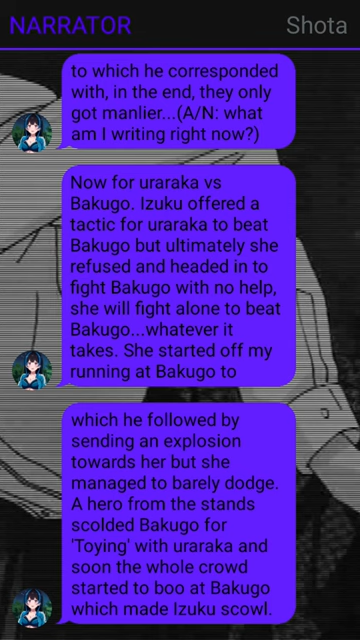 NARRATOR
Shota
to which he corresponded
with, in the end, they only
got manlier...(A/N: what
am I writing right now?)
Now for uraraka vs
Bakugo. Izuku offered a
tactic for uraraka to beat
Bakugo but ultimately she
refused and headed in to
fight Bakugo with no help,
she will fight alone to beat
Bakugo...whatever it
takes. She started off my
running at Bakugo to
which he followed by
sending an explosion
towards her but she
managed to barely dodge.
A hero from the stands
scolded Bakugo for
'Toying' with uraraka and
soon the whole crowd
started to boo at Bakugo
which made Izuku scowl.